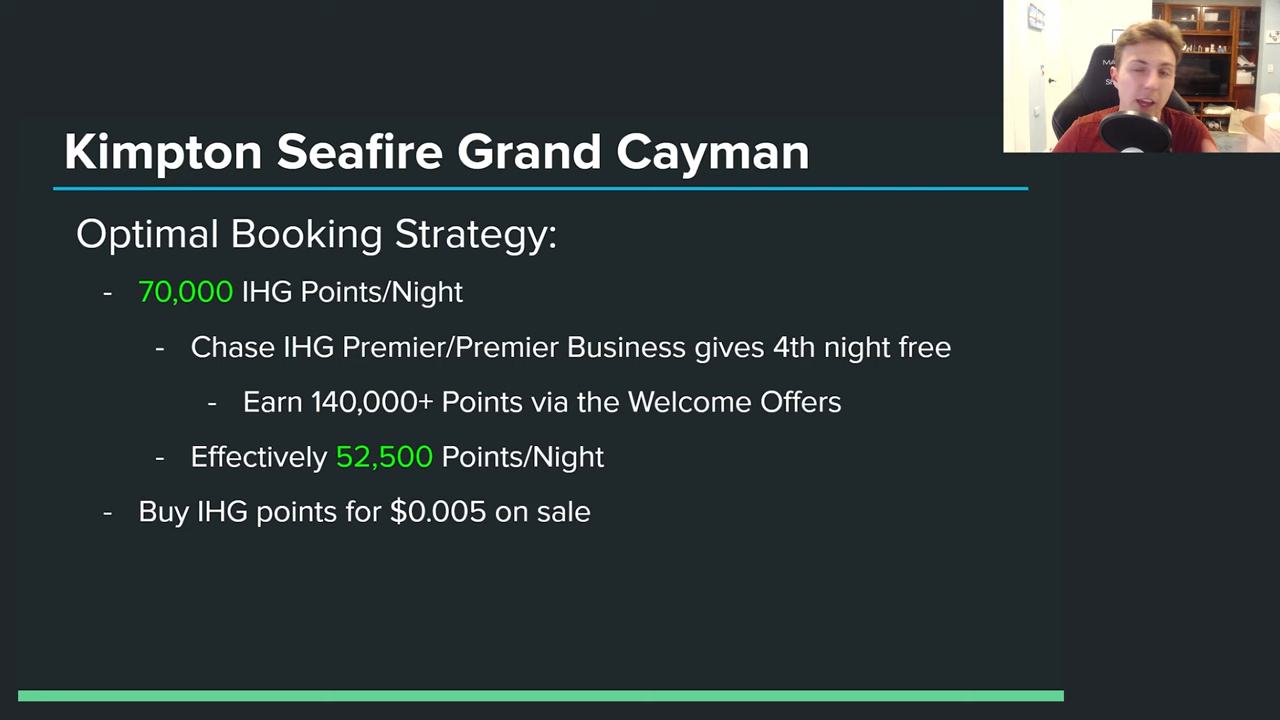 Kimpton Seafire Grand Cayman
Optimal Booking Strategy:
- 70,000 IHG Points/Night
- Chase IHG Premier/Premier Business gives 4th night free
- Earn 140,000+ Points via the Welcome Offers
- Effectively 52,500 Points/Night
- Buy IHG points for $0.005 on sale